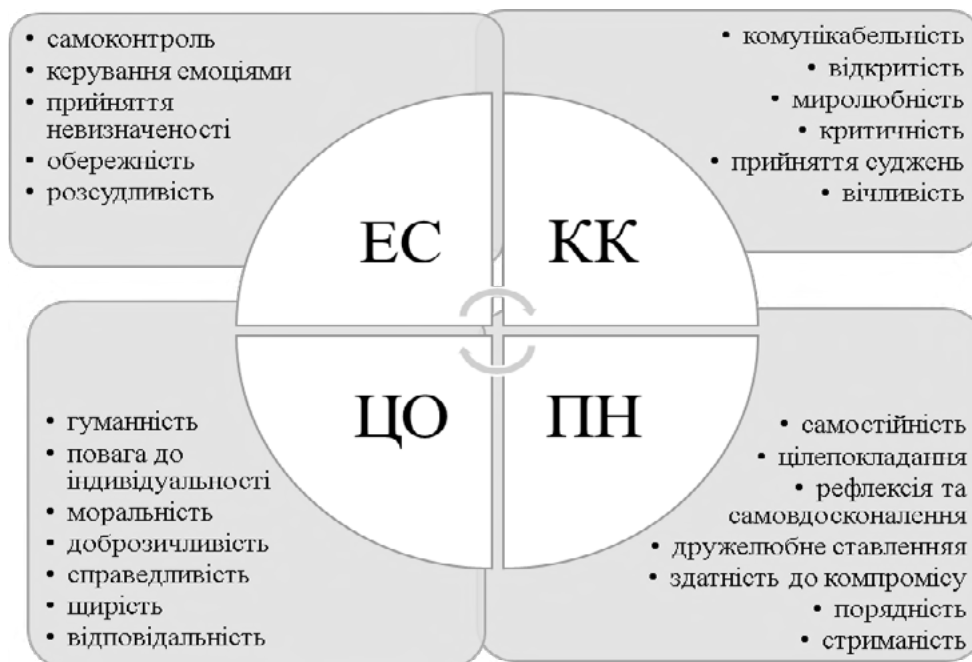 • самоконтроль
• керування емоціями
• прийняття
невизначеності
• обережність
• розсудливість
• комунікабельність
• відкритість
• миролюбність
• критичність
• прийняття суджень
• вічливість
ЕС
КК
ЦО
ПН
• гуманність
• повага до
індивідуальності
• моральність
• доброзичливість
• справедливість
• щирість
• відповідальність
• самостійність
• цілепокладання
• рефлексія та
самовдосконалення
• дружелюбне ставленняя
• здатність до компромісу
• порядність
• стриманість